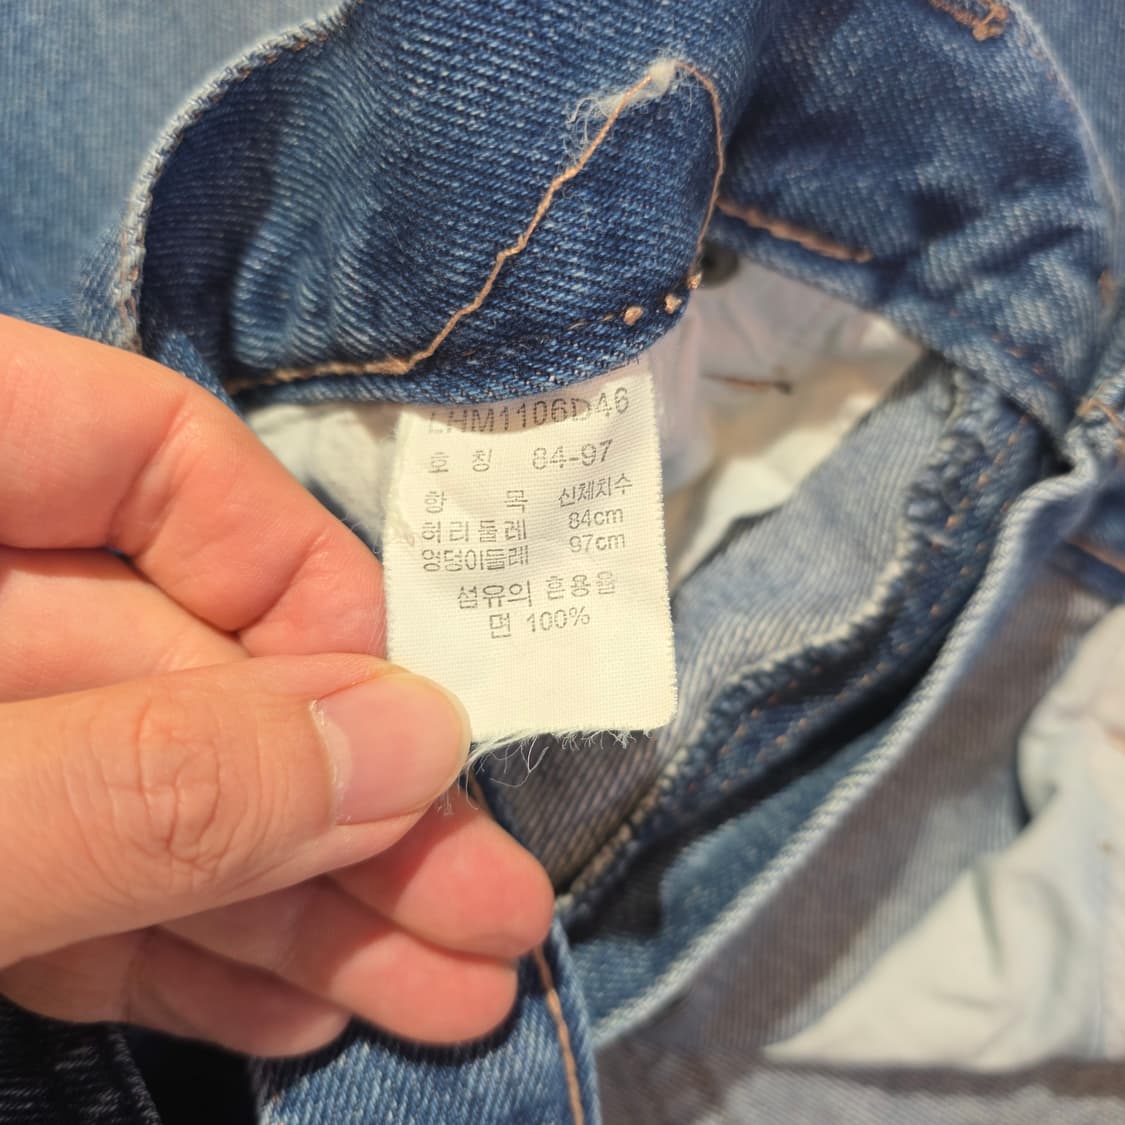 LHM1106D46
호 칭 84-97
항 목 신체치수
허리둘레 84cm
엉덩이둘레 97cm
섬유의 혼용율
면 100%